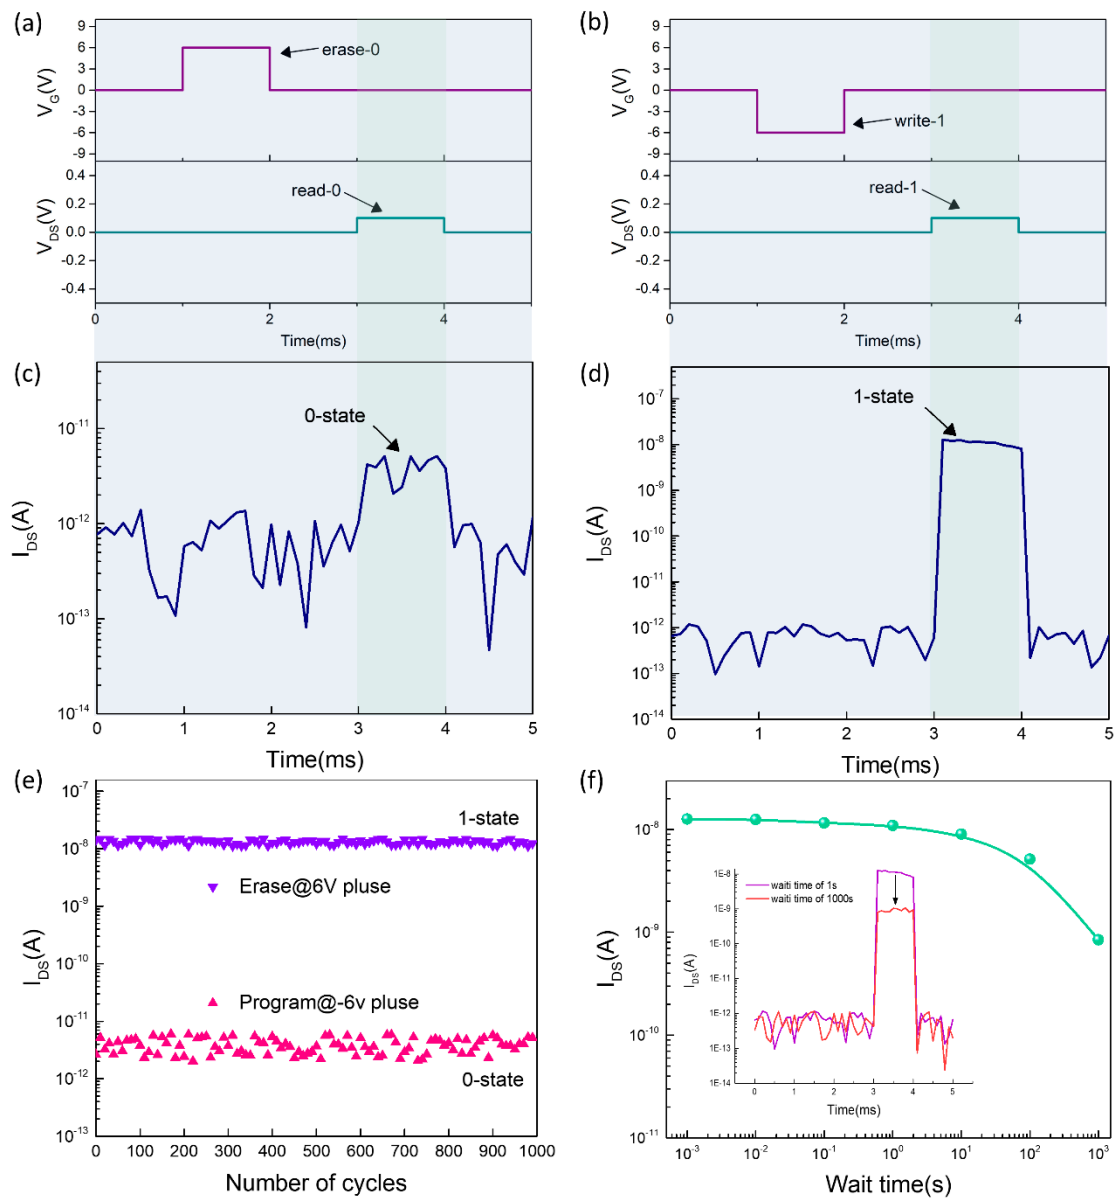 (a)
9
6
3
0
-3
-6
-9
V_G(V)
erase-0
0.4
0.2
0.0
-0.2
-0.4
V_DS(V)
read-0
0 2 4
Time(ms)
(b)
9
6
3
0
-3
-6
-9
V_G(V)
write-1
0.4
0.2
0.0
-0.2
-0.4
V_DS(V)
read-1
0 2 4
Time(ms)
(c)
10^-11
10^-12
10^-13
10^-14
I_DS(A)
0-state
0 1 2 3 4 5
Time(ms)
(d)
10^-7
10^-8
10^-9
10^-10
10^-11
10^-12
10^-13
10^-14
I_DS(A)
1-state
0 1 2 3 4 5
Time(ms)
(e)
10^-7
10^-8
10^-9
10^-10
10^-11
10^-12
10^-13
I_DS(A)
1-state
Erase@6V pluse
Program@-6v pluse
0-state
0 100 200 300 400 500 600 700 800 900 1000
Number of cycles
(f)
10^-8
10^-9
10^-10
10^-11
I_DS(A)
waiti time of 1s
waiti time of 1000s
1E-8
1E-9
1E-10
1E-11
1E-12
1E-13
1E-14
I_DS(A)
0 1 2 3 4 5
Time(ms)
10^-3 10^-2 10^-1 10^0 10^1 10^2 10^3
Wait time(s)